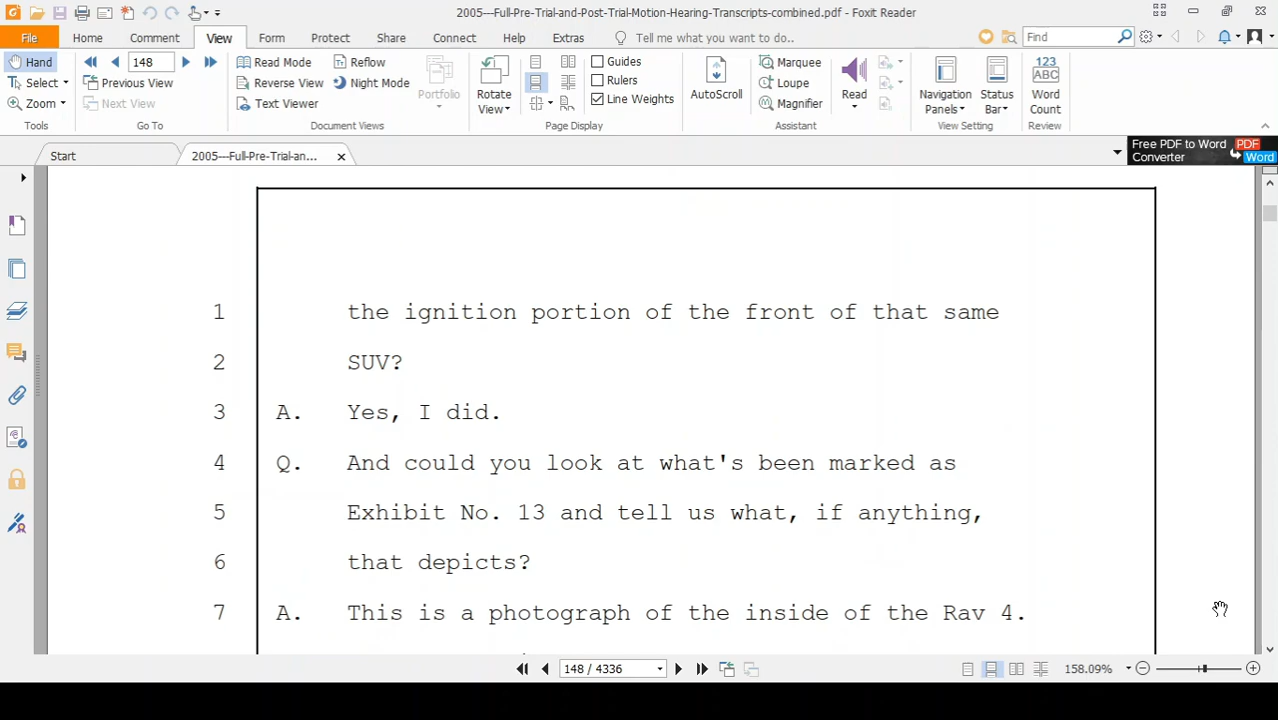 2005---Full-Pre-Trial-and-Post-Trial-Motion-Hearing-Transcripts-combined.pdf - Foxit Reader
File Home Comment View Form Protect Share Connect Help Extras Tell me what you want to do.. Find
Hand 148 Read Mode Reflow Guides Marquee
Select Previous View Reverse View Night Mode Rulers Loupe
Zoom Next View Text Viewer Line Weights Magnifier
Portfolio Rotate View AutoScroll Read Navigation Panels Status Bar 123 ABC Word Count
Tools Go To Document Views Page Display Assistant View Setting Review
Start 2005---Full-Pre-Trial-an... Free PDF to Word Converter PDF Word
1 the ignition portion of the front of that same
2 SUV?
3 A. Yes, I did.
4 Q. And could you look at what's been marked as
5 Exhibit No. 13 and tell us what, if anything,
6 that depicts?
7 A. This is a photograph of the inside of the Rav 4.
148 / 4336 158.09%